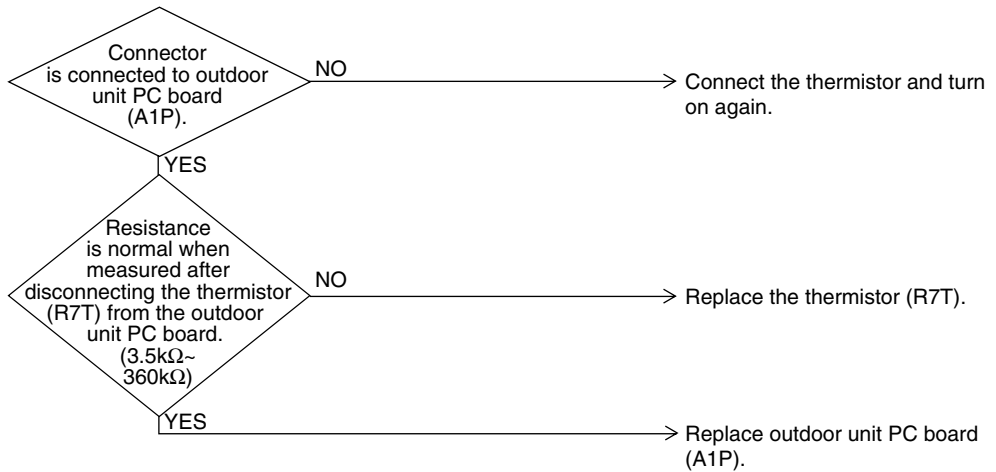 Connector
is connected to outdoor
unit PC board
(A1P).
NO
Connect the thermistor and turn
on again.
YES
Resistance
is normal when
measured after
disconnecting the thermistor
(R7T) from the outdoor
unit PC board.
(3.5kΩ~
360kΩ)
NO
Replace the thermistor (R7T).
YES
Replace outdoor unit PC board
(A1P).